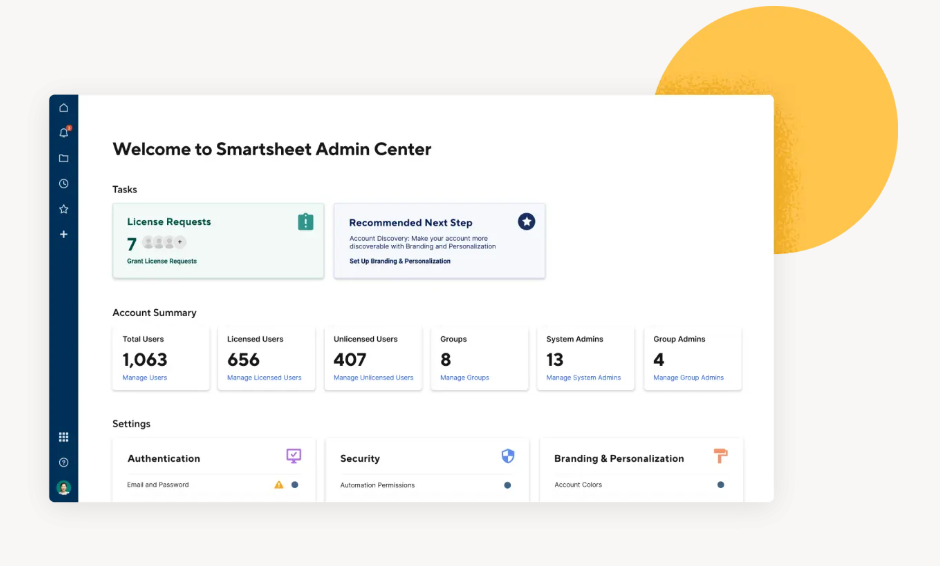 Welcome to Smartsheet Admin Center
Tasks
License Requests
7
+
Grant License Requests
Recommended Next Step
Account Discovery: Make your account more
discoverable with Branding and Personalization
Set Up Branding & Personalization
Account Summary
Total Users
1,063
Manage Users
Licensed Users
656
Manage Licensed Users
Unlicensed Users
407
Manage Unlicensed Users
Groups
8
Manage Groups
System Admins
13
Manage System Admins
Group Admins
4
Manage Group Admins
Settings
Authentication
Email and Password
Security
Automation Permissions
Branding & Personalization
Account Colors